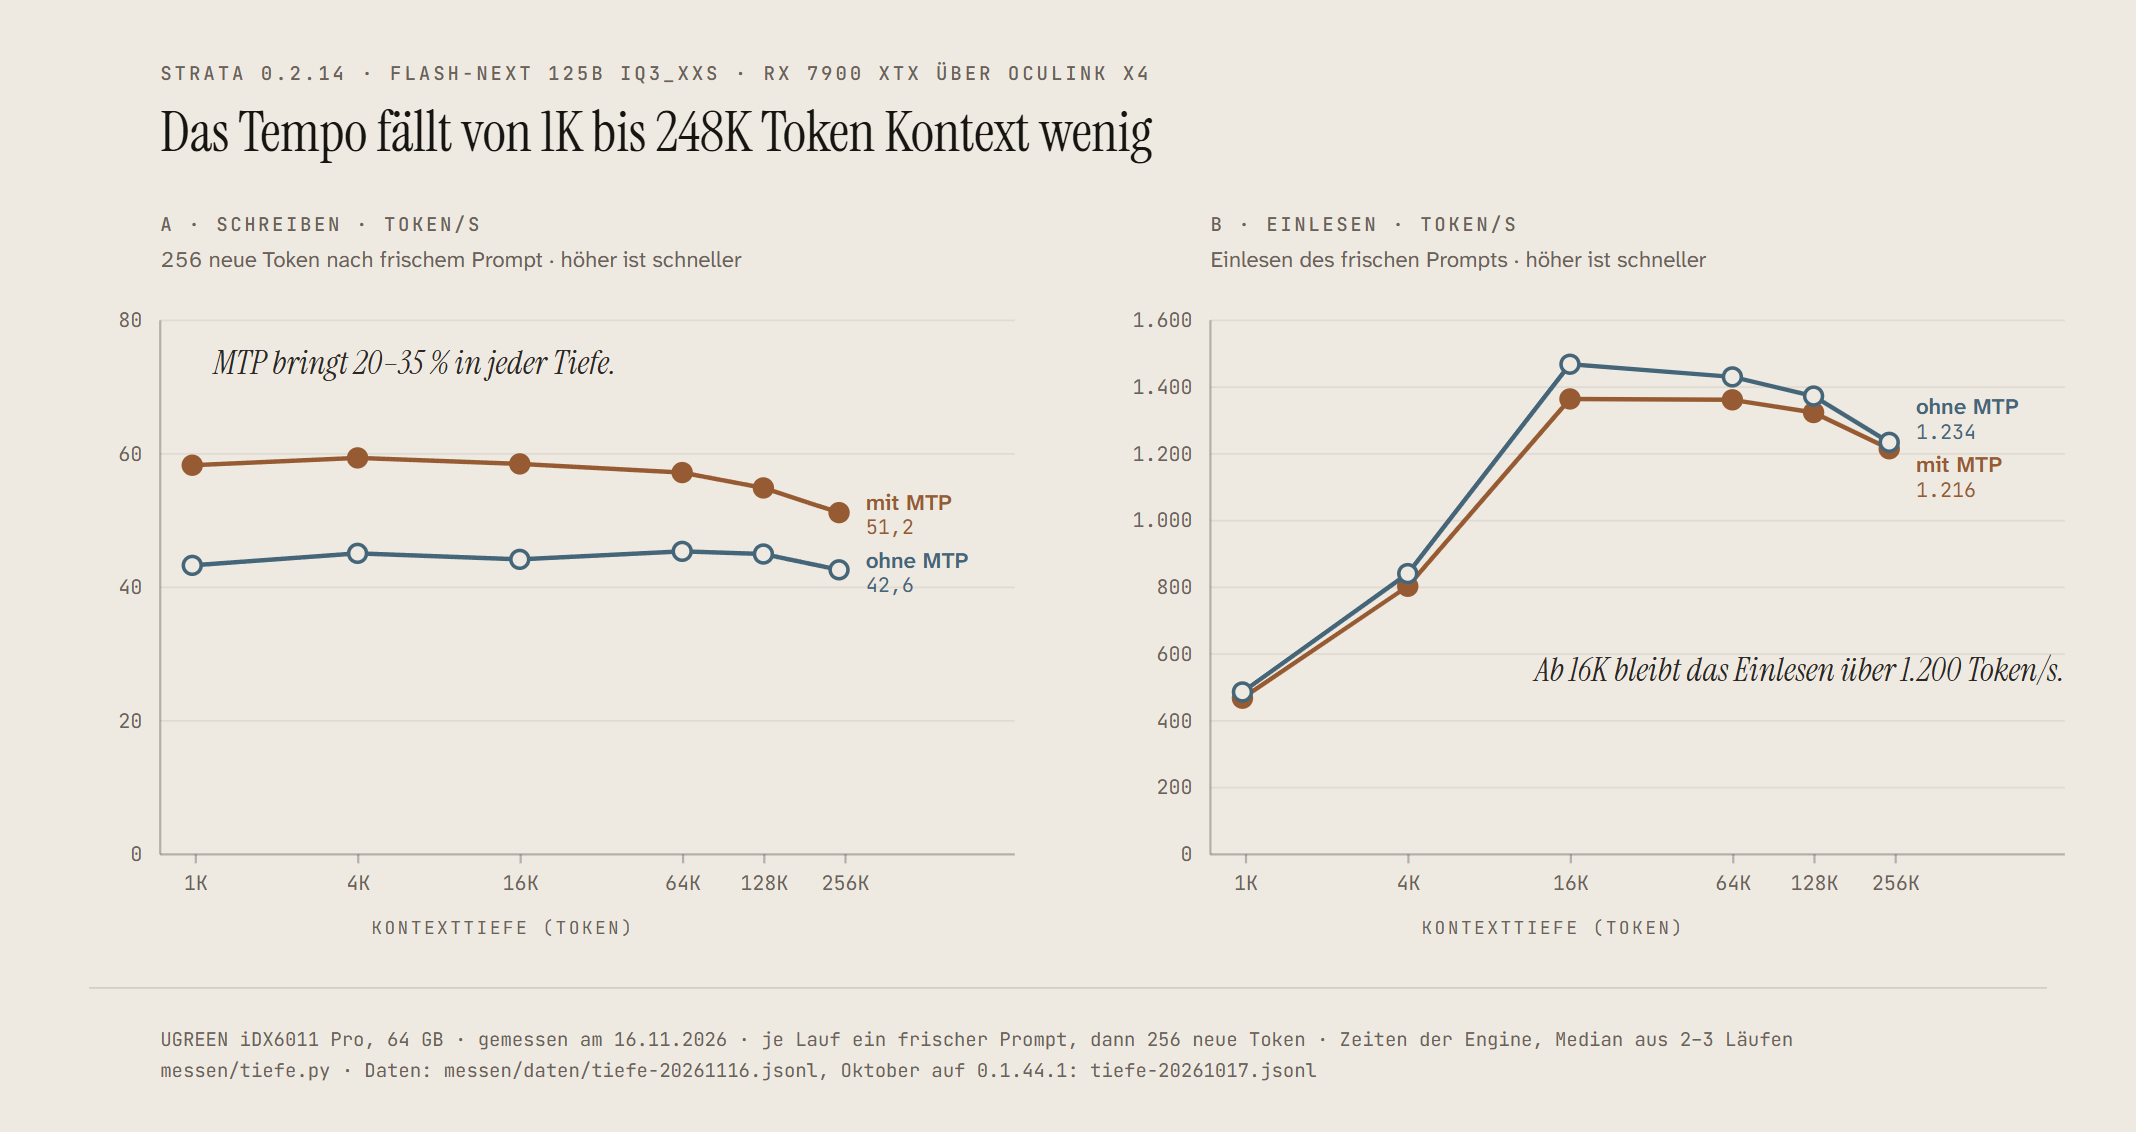 STRATA 0.2.14 · FLASH-NEXT 125B IQ3_XXS · RX 7900 XTX ÜBER OCULINK X4
Das Tempo fällt von 1K bis 248K Token Kontext wenig
A · SCHREIBEN · TOKEN/S
256 neue Token nach frischem Prompt · höher ist schneller
80
MTP bringt 20–35 % in jeder Tiefe.
60
mit MTP
51,2
ohne MTP
42,6
40
20
0
1K 4K 16K 64K 128K 256K
KONTEXTTIEFE (TOKEN)
B · EINLESEN · TOKEN/S
Einlesen des frischen Prompts · höher ist schneller
1.600
1.400
ohne MTP
1.234
1.200
mit MTP
1.216
1.000
800
600
Ab 16K bleibt das Einlesen über 1.200 Token/s.
400
200
0
1K 4K 16K 64K 128K 256K
KONTEXTTIEFE (TOKEN)
UGREEN iDX6011 Pro, 64 GB · gemessen am 16.11.2026 · je Lauf ein frischer Prompt, dann 256 neue Token · Zeiten der Engine, Median aus 2–3 Läufen
messen/tiefe.py · Daten: messen/daten/tiefe-20261116.jsonl, Oktober auf 0.1.44.1: tiefe-20261017.jsonl